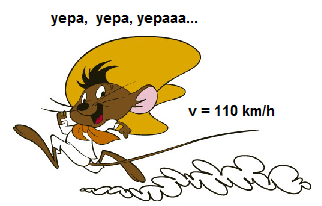 yepa, yepa, yepaaa...
v = 110 km/h